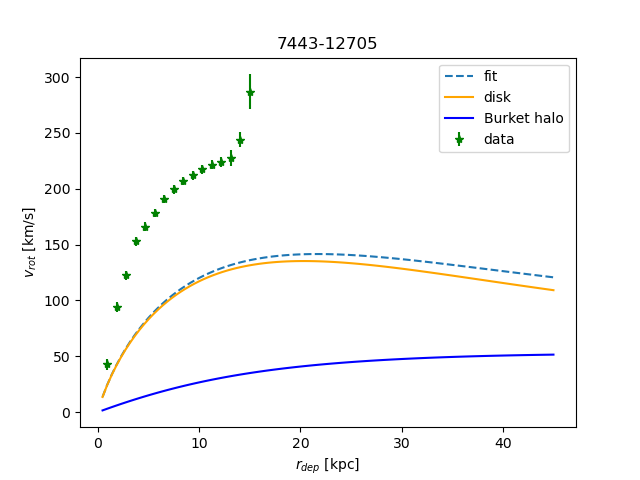 7443-12705
fit
disk
Burket halo
data
300
250
200
150
100
50
0
v_rot [km/s]
0 10 20 30 40
r_dep [kpc]